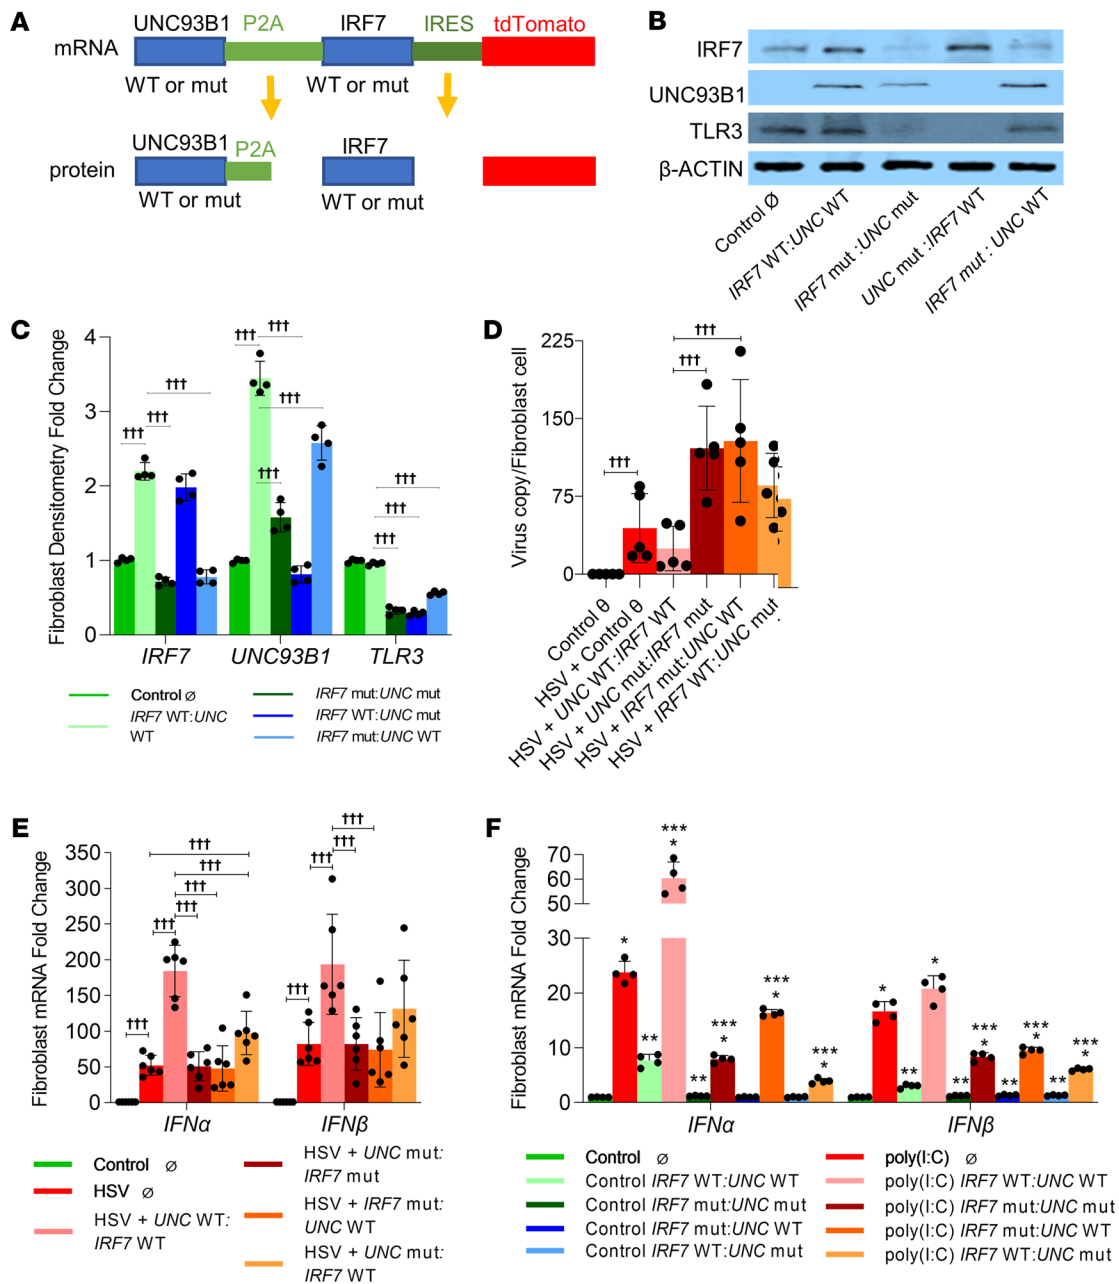 A
UNC93B1 P2A IRF7 IRES tdTomato
mRNA
WT or mut WT or mut
UNC93B1 P2A IRF7
protein
WT or mut WT or mut
B
IRF7
UNC93B1
TLR3
β-ACTIN
Control Ø
IRF7 WT:UNC WT
IRF7 mut:UNC mut
UNC mut:IRF7 WT
IRF7 mut : UNC WT
C
Fibroblast Densitometry Fold Change
4
3
2
1
0
††† ††† †††
††† ††† ††† †††
††† ††† †††
IRF7 UNC93B1 TLR3
Control ø
IRF7 WT:UNC
WT
IRF7 mut:UNC mut
IRF7 WT:UNC mut
IRF7 mut:UNC WT
D
Virus copy/Fibroblast cell
225
150
75
0
†††
†††
†††
Control θ
HSV + Control θ
HSV + UNC WT:IRF7 WT
HSV + UNC mut:IRF7 mut
HSV + IRF7 mut:UNC WT
HSV + IRF7 WT:UNC mut
E
Fibroblast mRNA Fold Change
350
300
250
200
150
100
50
0
††† ††† ††† ††† ††† †††
††† ††† ††† †††
IFNα IFNβ
Control ø
HSV ø
HSV + UNC WT:
IRF7 WT
HSV + UNC mut:
IRF7 mut
HSV + IRF7 mut:
UNC WT
HSV + UNC mut:
IRF7 WT
F
Fibroblast mRNA Fold Change
70
60
50
30
20
10
0
* ** *** * ** *** * *** * *** *
* ** * ** *** * ** *** * ** *** *
IFNα IFNβ
Control ø
Control IRF7 WT:UNC WT
Control IRF7 mut:UNC mut
Control IRF7 mut:UNC WT
Control IRF7 WT:UNC mut
poly(I:C) ø
poly(I:C) IRF7 WT:UNC WT
poly(I:C) IRF7 mut:UNC mut
poly(I:C) IRF7 mut:UNC WT
poly(I:C) IRF7 WT:UNC mut